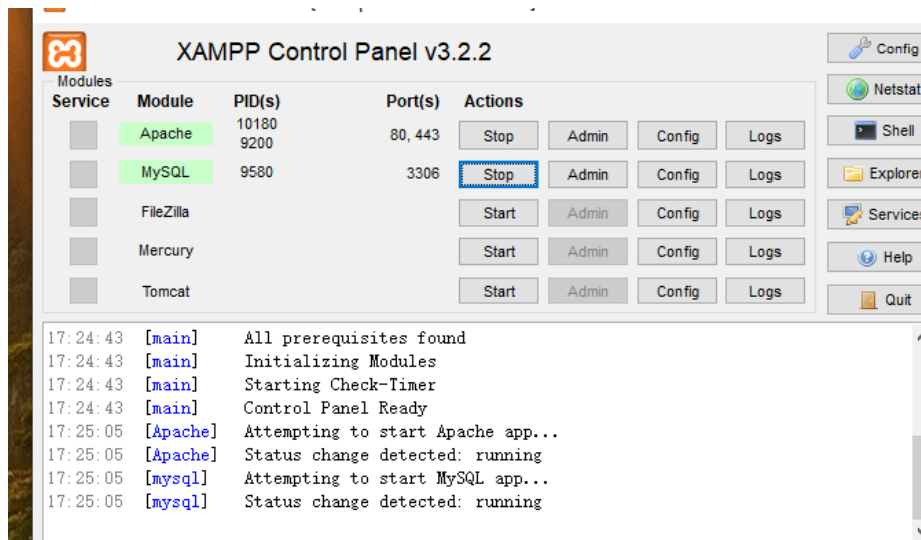 XAMPP Control Panel v3.2.2
Config
Modules
Netstat
Service Module PID(s) Port(s) Actions
Apache 10180 9200 80, 443 Stop Admin Config Logs
Shell
MySQL 9580 3306 Stop Admin Config Logs
Explorer
FileZilla Start Admin Config Logs
Services
Mercury Start Admin Config Logs
Help
Tomcat Start Admin Config Logs
Quit
17:24:43 [main] All prerequisites found
17:24:43 [main] Initializing Modules
17:24:43 [main] Starting Check-Timer
17:24:43 [main] Control Panel Ready
17:25:05 [Apache] Attempting to start Apache app...
17:25:05 [Apache] Status change detected: running
17:25:05 [mysql] Attempting to start MySQL app...
17:25:05 [mysql] Status change detected: running